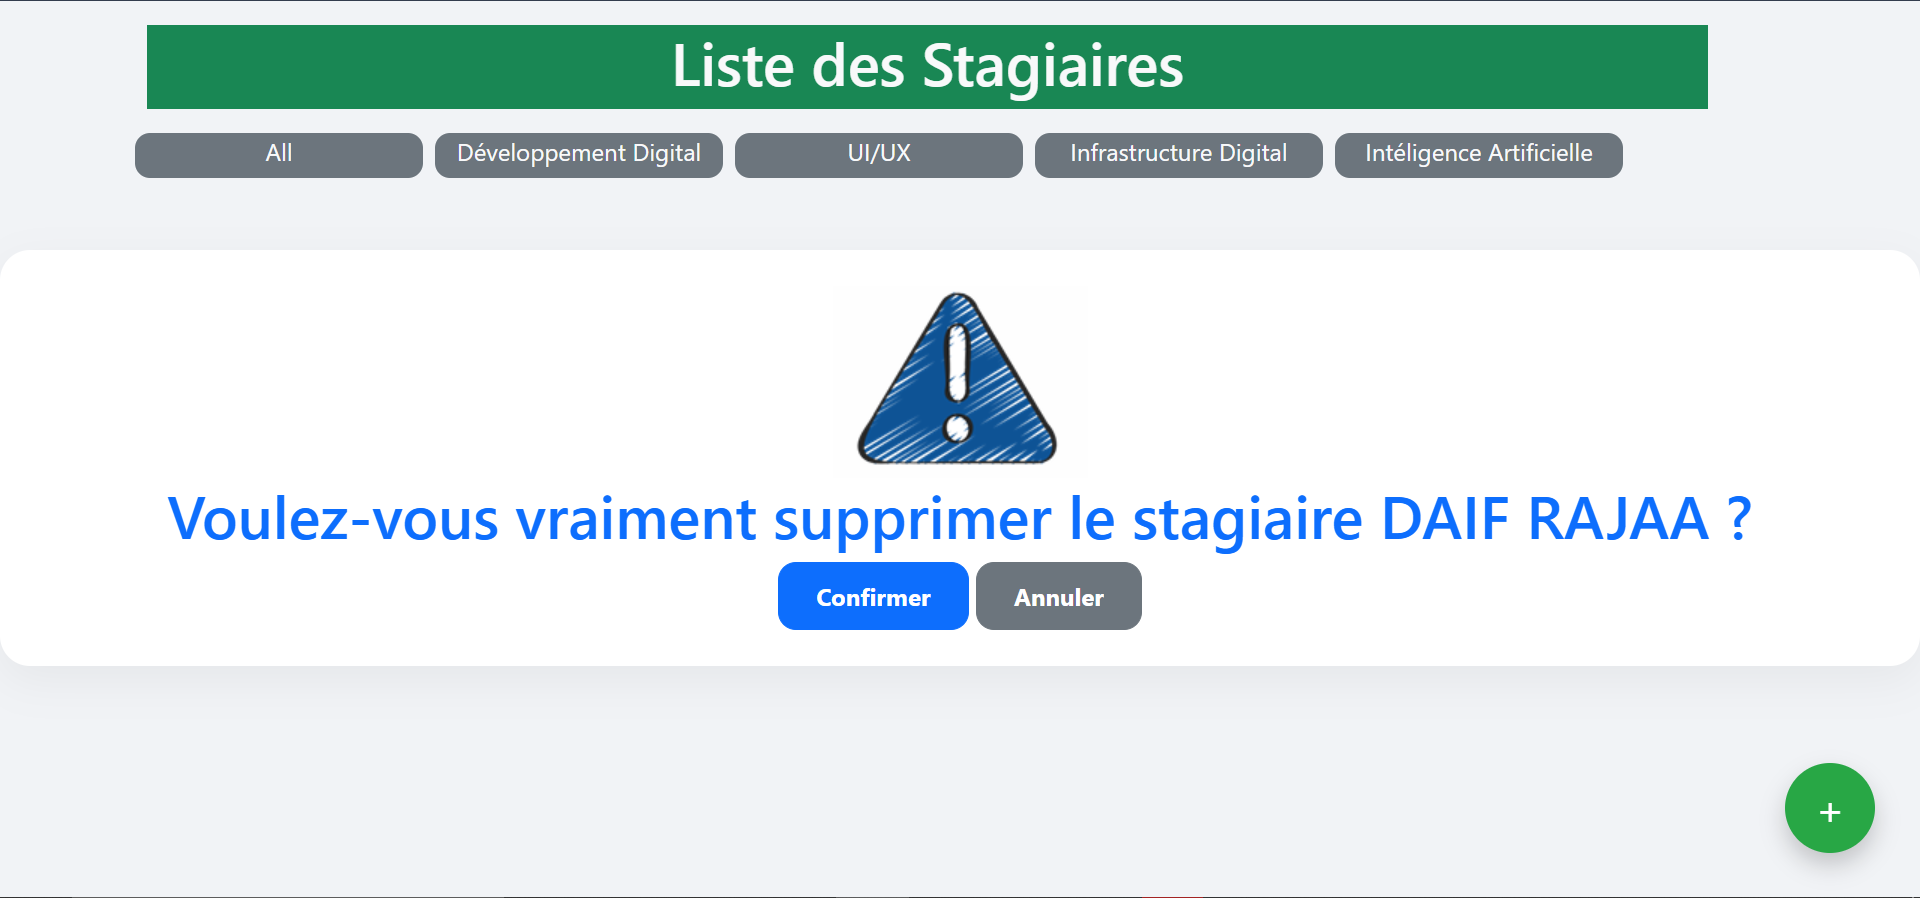 Liste des Stagiaires
All
Développement Digital
UI/UX
Infrastructure Digital
Intéligence Artificielle
Voulez-vous vraiment supprimer le stagiaire DAIF RAJAA ?
Confirmer
Annuler
+